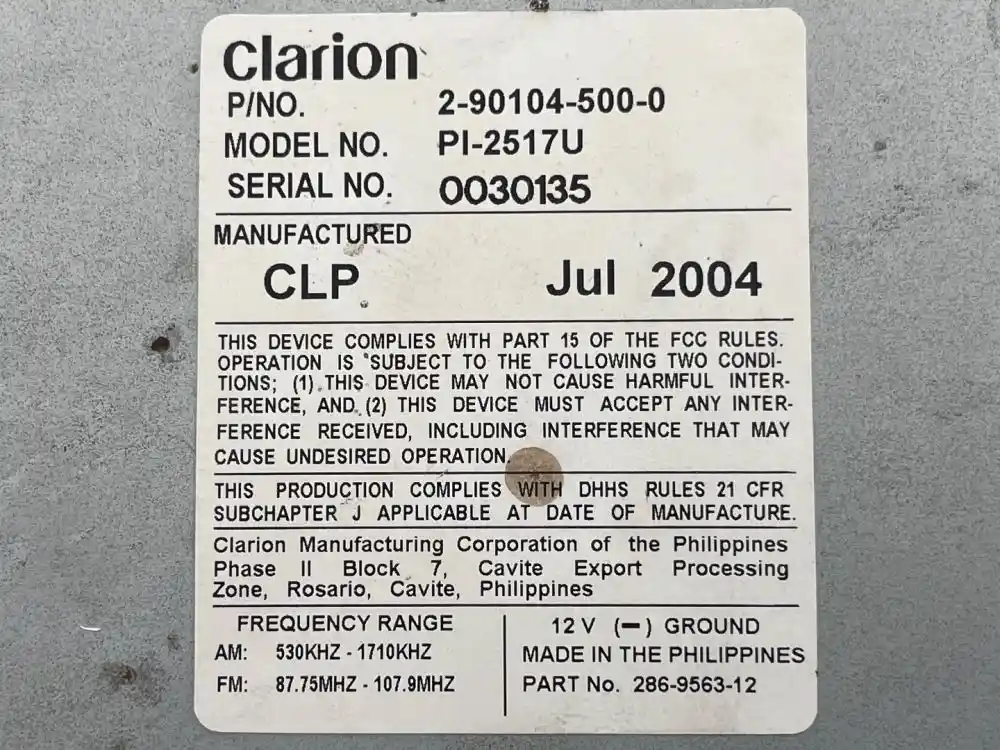 Clarion
P/NO. 2-90104-500-0
MODEL NO. PI-2517U
SERIAL NO. 0030135
MANUFACTURED
CLP Jul 2004
THIS DEVICE COMPLIES WITH PART 15 OF THE FCC RULES.
OPERATION IS SUBJECT TO THE FOLLOWING TWO CONDI-
TIONS; (1) THIS DEVICE MAY NOT CAUSE HARMFUL INTER-
FERENCE, AND (2) THIS DEVICE MUST ACCEPT ANY INTER-
FERENCE RECEIVED, INCLUDING INTERFERENCE THAT MAY
CAUSE UNDESIRED OPERATION.
THIS PRODUCTION COMPLIES WITH DHHS RULES 21 CFR
SUBCHAPTER J APPLICABLE AT DATE OF MANUFACTURE.
Clarion Manufacturing Corporation of the Philippines
Phase II Block 7, Cavite Export Processing
Zone, Rosario, Cavite, Philippines
FREQUENCY RANGE
AM: 530KHZ - 1710KHZ
FM: 87.75MHZ - 107.9MHZ
12 V (−) GROUND
MADE IN THE PHILIPPINES
PART No. 286-9563-12